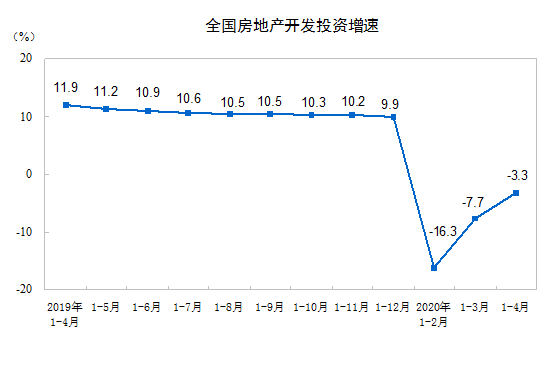 全国房地产开发投资增速
(%)
20
10
0
-10
-20
11.9
11.2
10.9
10.6
10.5
10.5
10.3
10.2
9.9
-16.3
-7.7
-3.3
2019年
1-4月
1-5月
1-6月
1-7月
1-8月
1-9月
1-10月
1-11月
1-12月
2020年
1-2月
1-3月
1-4月